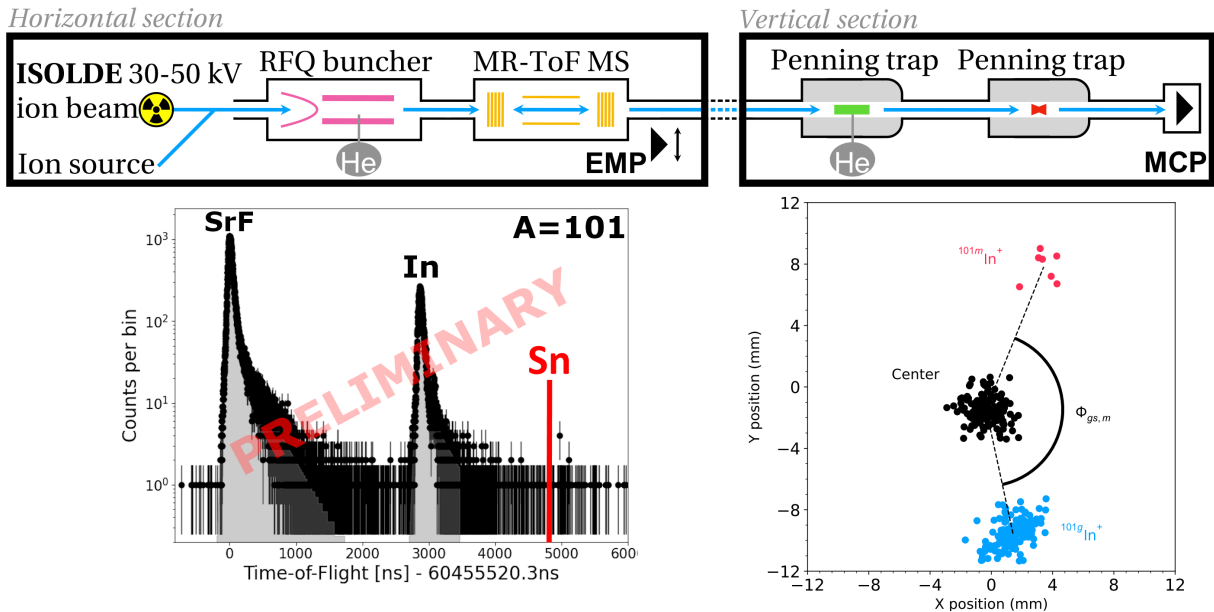 Horizontal section
Vertical section
ISOLDE 30-50 kV
ion beam
Ion source
RFQ buncher
He
MR-ToF MS
EMP
Penning trap
Penning trap
He
MCP
SrF
A=101
In
Sn
PRELIMINARY
Counts per bin
10³
10²
10¹
10⁰
0
1000
2000
3000
4000
5000
6000
Time-of-Flight [ns] - 60455520.3ns
12
8
4
0
−4
−8
−12
Y position (mm)
101mIn+
Center
Φgs,m
101gIn+
−12
−8
−4
0
4
8
12
X position (mm)